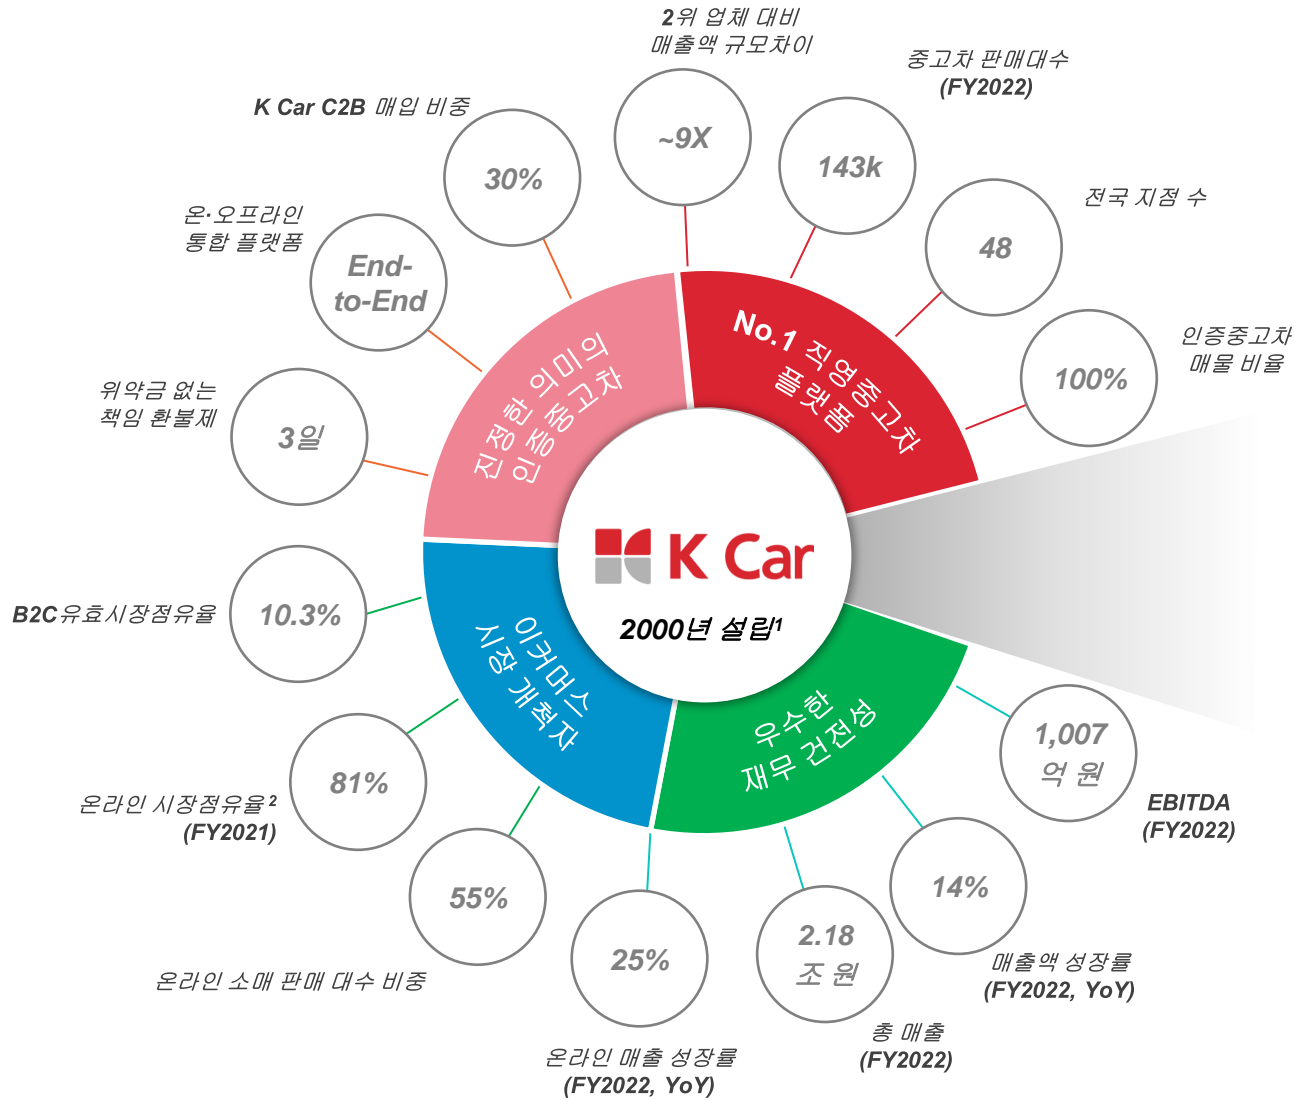 2위 업체 대비
매출액 규모차이
~9X
중고차 판매대수
(FY2022)
143k
전국 지점 수
48
인증중고차
매물 비율
100%
No.1 직영중고차
플랫폼
K Car C2B 매입 비중
30%
온·오프라인
통합 플랫폼
End-
to-End
위약금 없는
책임 환불제
3일
진정한 의미의
인증중고차
K Car
2000년 설립¹
B2C유효시장점유율
10.3%
온라인 시장점유율²
(FY2021)
81%
온라인 소매 판매 대수 비중
55%
이커머스
시장 개척자
온라인 매출 성장률
(FY2022, YoY)
25%
총 매출
(FY2022)
2.18
조 원
매출액 성장률
(FY2022, YoY)
14%
EBITDA
(FY2022)
1,007
억 원
우수한
재무 건전성